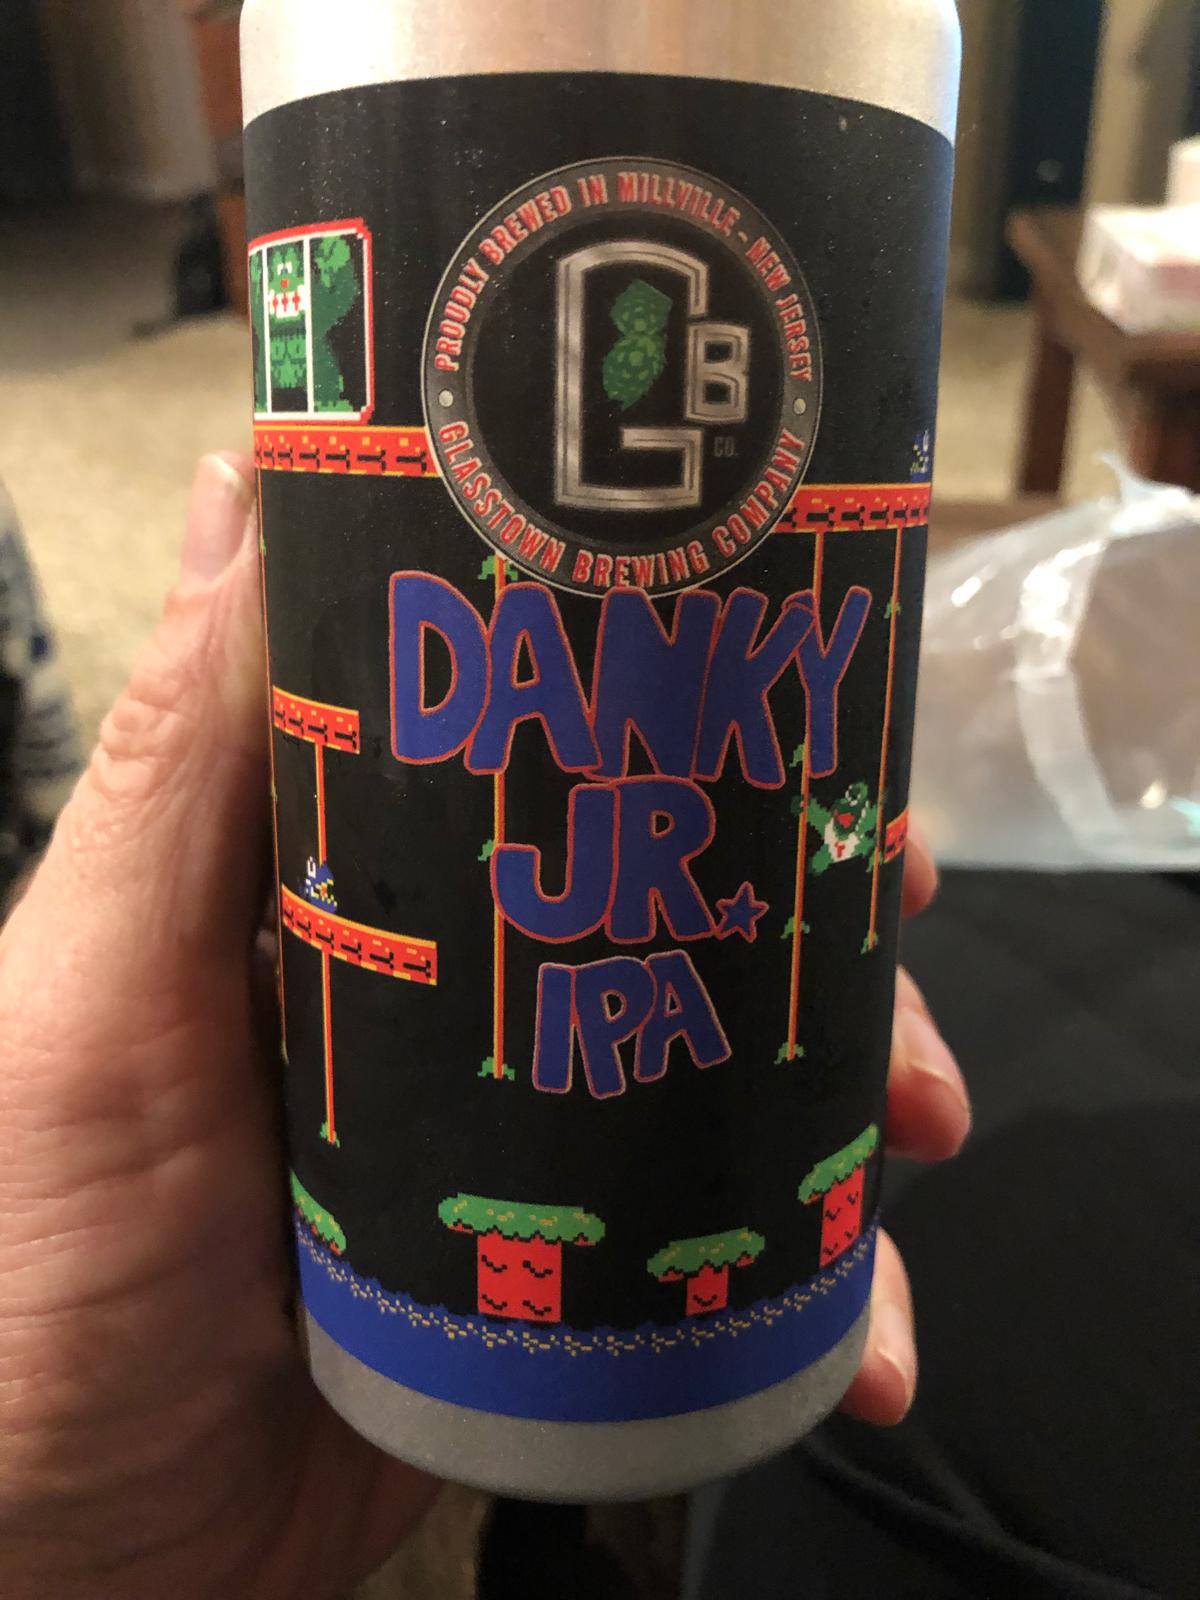 PROUDLY BREWED IN MILLVILLE - NEW JERSEY
GB
CO.
GLASSTOWN BREWING COMPANY
DANKY
JR.
IPA